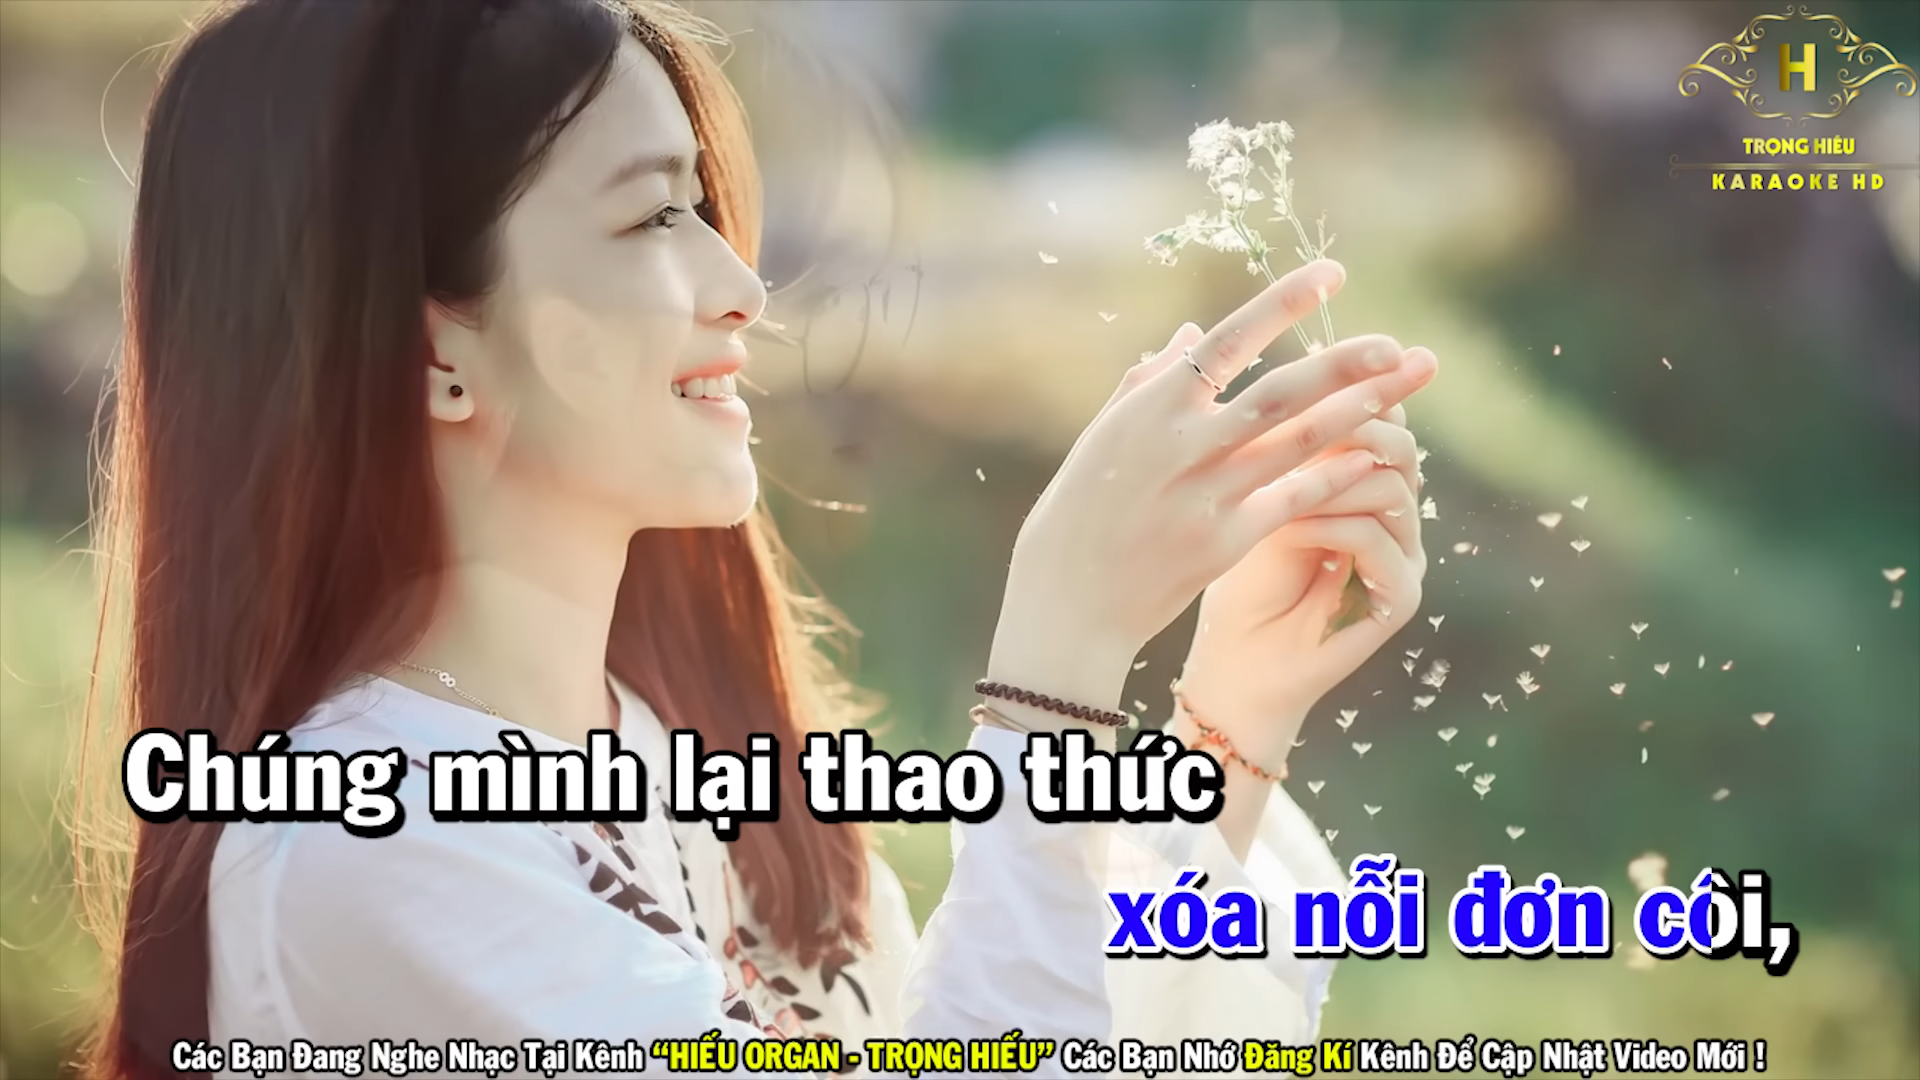 H
TRỌNG HIẾU
KARAOKE HD
Chúng mình lại thao thức
xóa nỗi đơn côi,
Các Bạn Đang Nghe Nhạc Tại Kênh “HIẾU ORGAN - TRỌNG HIẾU” Các Bạn Nhớ Đăng Kí Kênh Để Cập Nhật Video Mới !